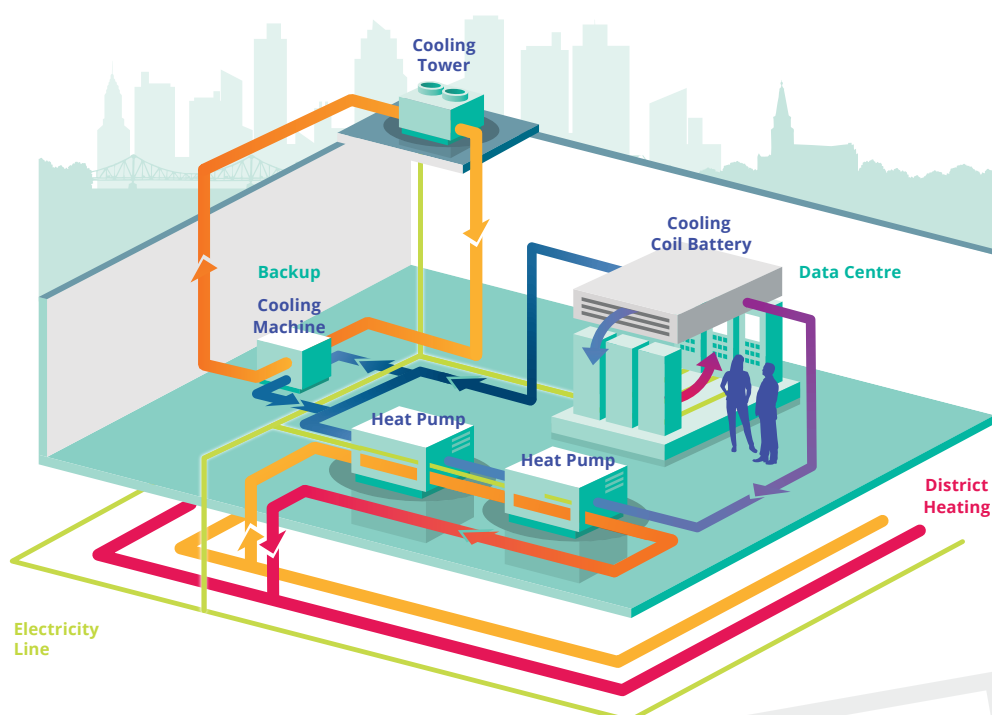 Cooling
Tower
Cooling
Coil Battery
Backup
Data Centre
Cooling
Machine
Heat Pump
Heat Pump
District
Heating
Electricity
Line